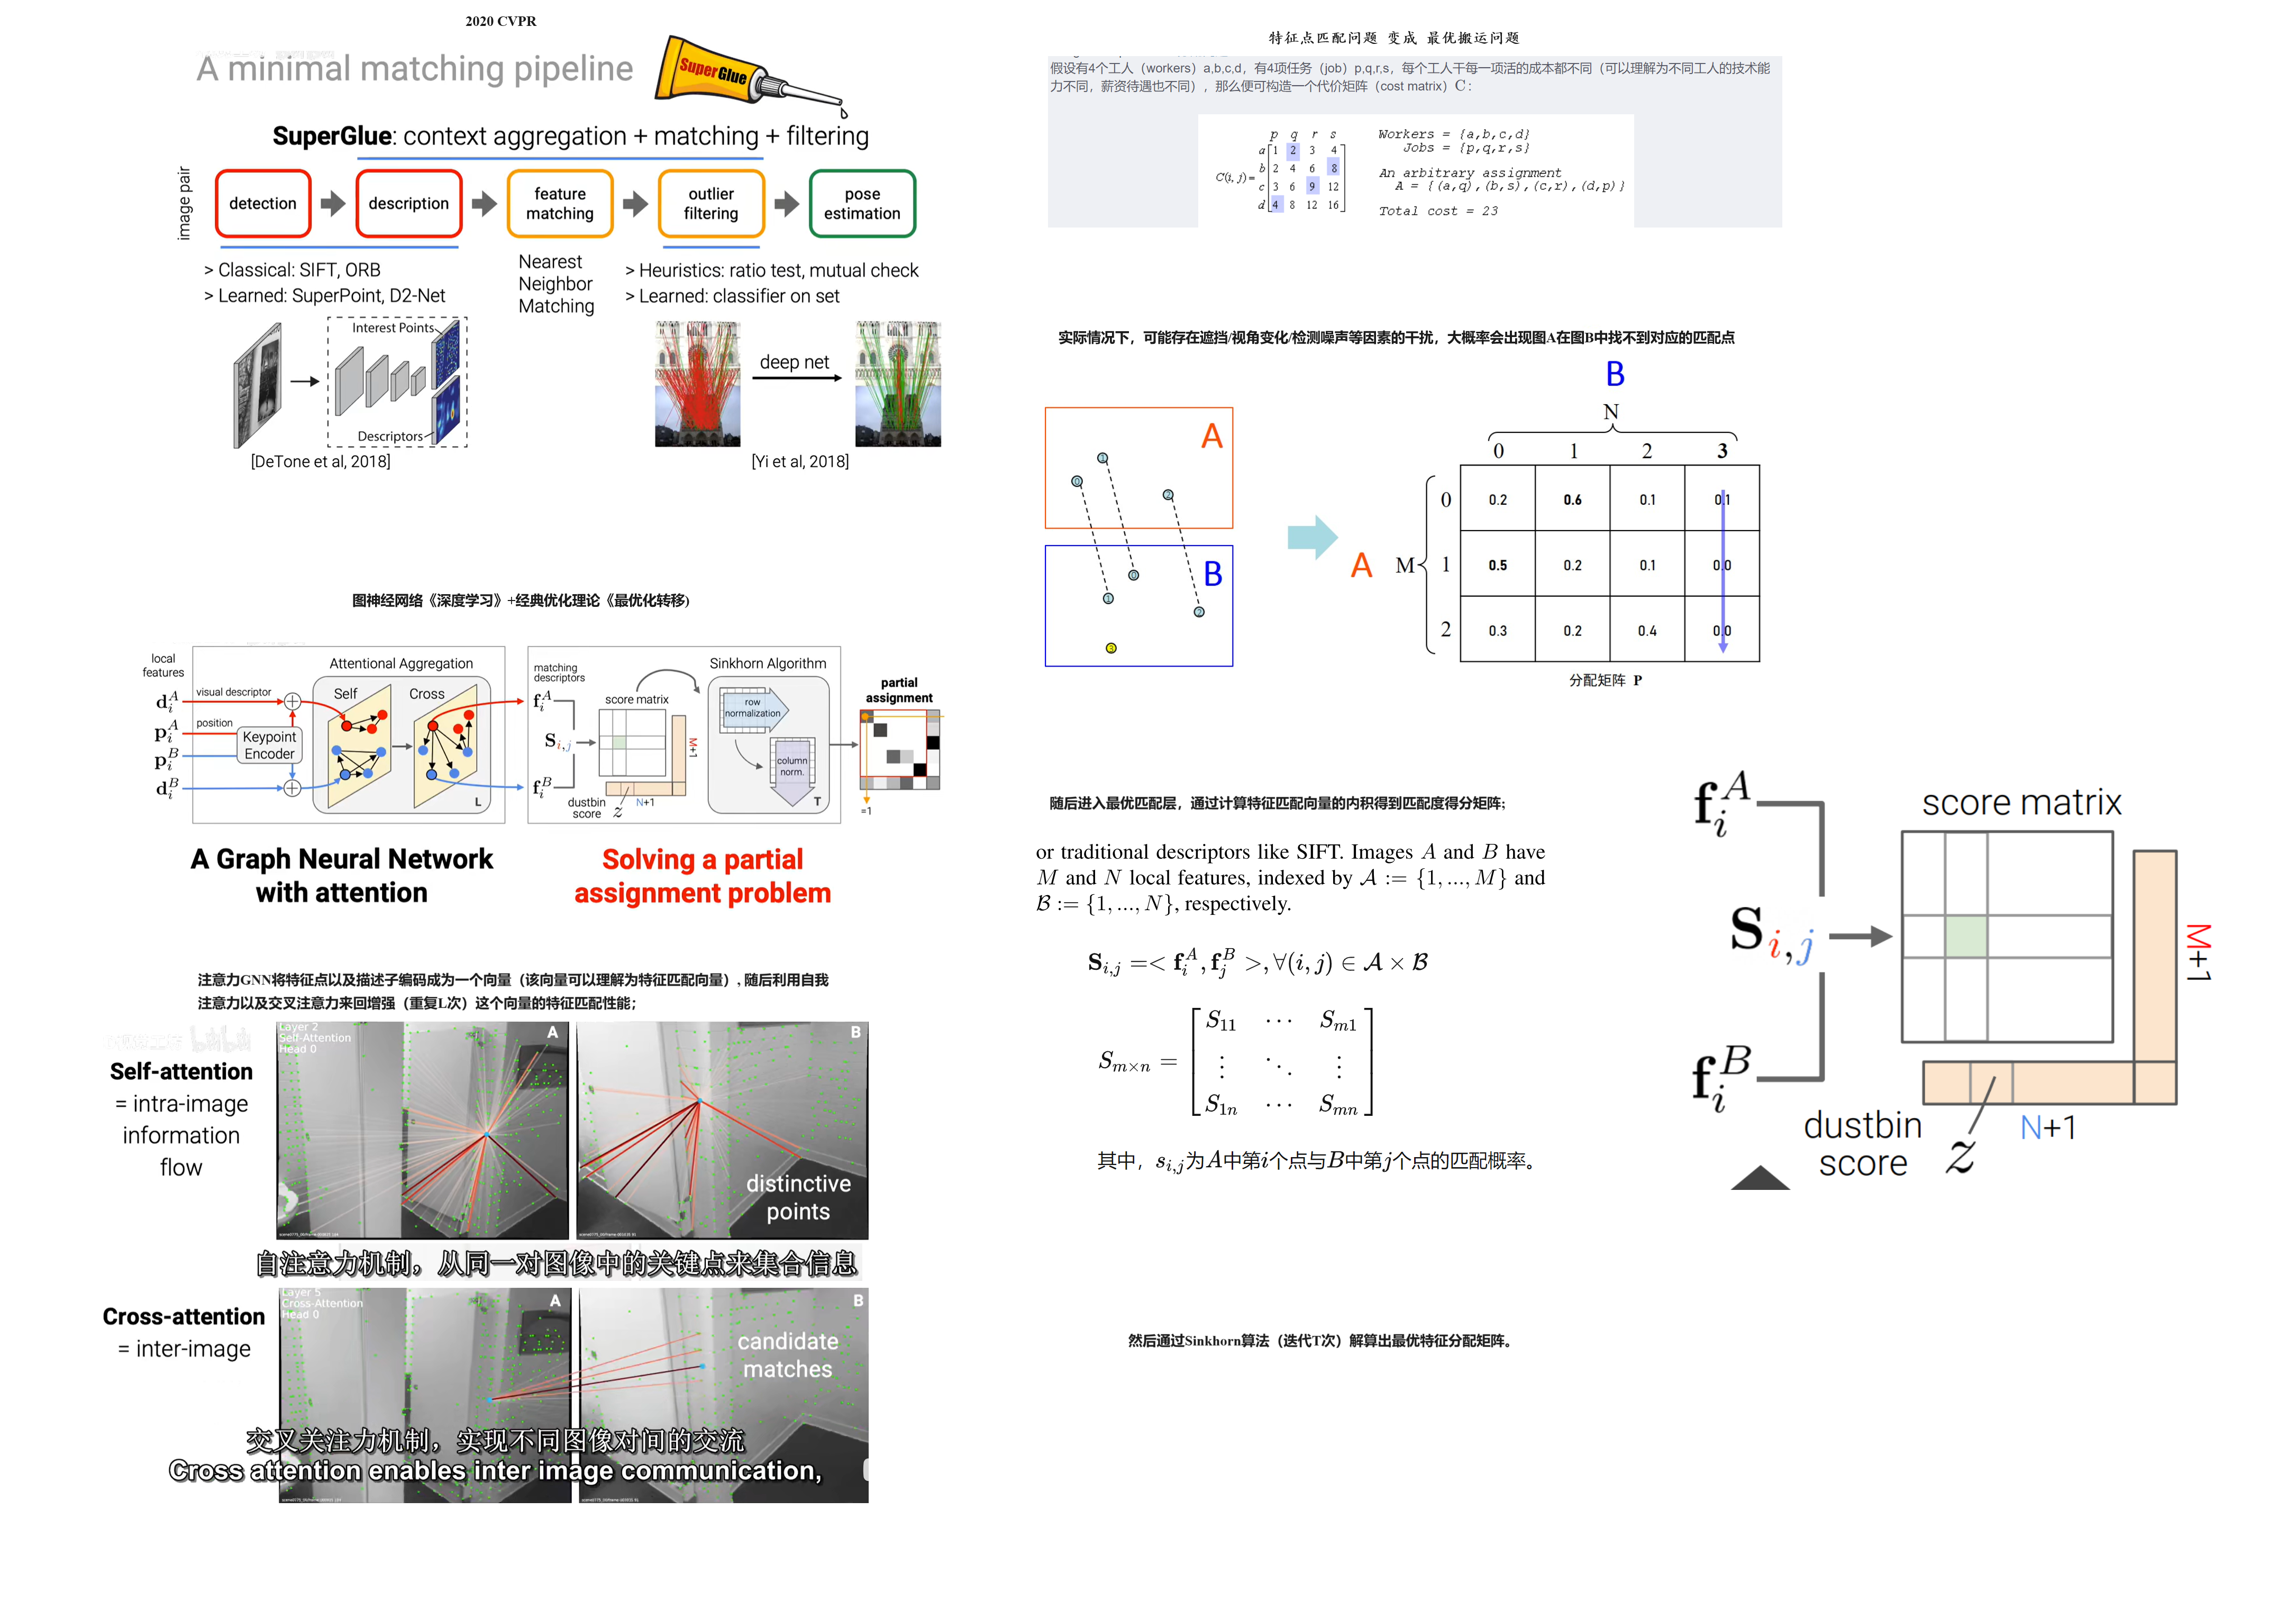 2020 CVPR
A minimal matching pipeline
SuperGlue
SuperGlue: context aggregation + matching + filtering
image pair
detection
description
feature
matching
outlier
filtering
pose
estimation
> Classical: SIFT, ORB
> Learned: SuperPoint, D2-Net
Nearest
Neighbor
Matching
> Heuristics: ratio test, mutual check
> Learned: classifier on set
Interest Points
Descriptors
deep net
[DeTone et al, 2018]
[Yi et al, 2018]
图神经网络《深度学习》+经典优化理论《最优化转移)
local
features
Attentional Aggregation
matching
descriptors
Sinkhorn Algorithm
visual descriptor
Self
Cross
score matrix
partial
assignment
d_i^A
position
p_i^A
Keypoint
Encoder
p_i^B
d_i^B
L
f_i^A
S_{i,j}
f_i^B
M+1
row
normalization
column
norm.
T
dustbin
score
z
N+1
=1
A Graph Neural Network
with attention
Solving a partial
assignment problem
注意力GNN将特征点以及描述子编码成为一个向量（该向量可以理解为特征匹配向量）, 随后利用自我
注意力以及交叉注意力来回增强（重复L次）这个向量的特征匹配性能；
Self-attention
= intra-image
information
flow
Layer 2
Self-Attention
Head 0
A
B
distinctive
points
自注意力机制，从同一对图像中的关键点来集合信息
Cross-attention
= inter-image
Layer 5
Cross-Attention
Head 0
A
B
candidate
matches
交叉关注力机制，实现不同图像对间的交流
Cross attention enables inter image communication,
特征点匹配问题 变成 最优搬运问题
假设有4个工人（workers）a,b,c,d，有4项任务（job）p,q,r,s，每个工人干每一项活的成本都不同（可以理解为不同工人的技术能
力不同，薪资待遇也不同），那么便可构造一个代价矩阵（cost matrix）C：
p q r s
a 1 2 3 4
b 2 4 6 8
C(i, j)=
c 3 6 9 12
d 4 8 12 16
Workers = {a,b,c,d}
Jobs = {p,q,r,s}
An arbitrary assignment
A = {(a,q),(b,s),(c,r),(d,p)}
Total cost = 23
实际情况下，可能存在遮挡/视角变化/检测噪声等因素的干扰，大概率会出现图A在图B中找不到对应的匹配点
A
1
0
2
B
0
1
2
3
B
N
0 1 2 3
A
M
0 0.2 0.6 0.1 0.1
1 0.5 0.2 0.1 0.0
2 0.3 0.2 0.4 0.0
分配矩阵 P
随后进入最优匹配层，通过计算特征匹配向量的内积得到匹配度得分矩阵；
or traditional descriptors like SIFT. Images A and B have
M and N local features, indexed by 𝒜 := {1, ..., M} and
ℬ := {1, ..., N}, respectively.
S_{i,j} =< f_i^A, f_j^B >, ∀(i, j) ∈ 𝒜 × ℬ
S_{m×n} =
S_{11} ⋯ S_{m1}
⋮ ⋱ ⋮
S_{1n} ⋯ S_{mn}
其中，s_{i,j}为A中第i个点与B中第j个点的匹配概率。
f_i^A
score matrix
S_{i,j}
M+1
f_i^B
dustbin
score
z
N+1
然后通过Sinkhorn算法（迭代T次）解算出最优特征分配矩阵。